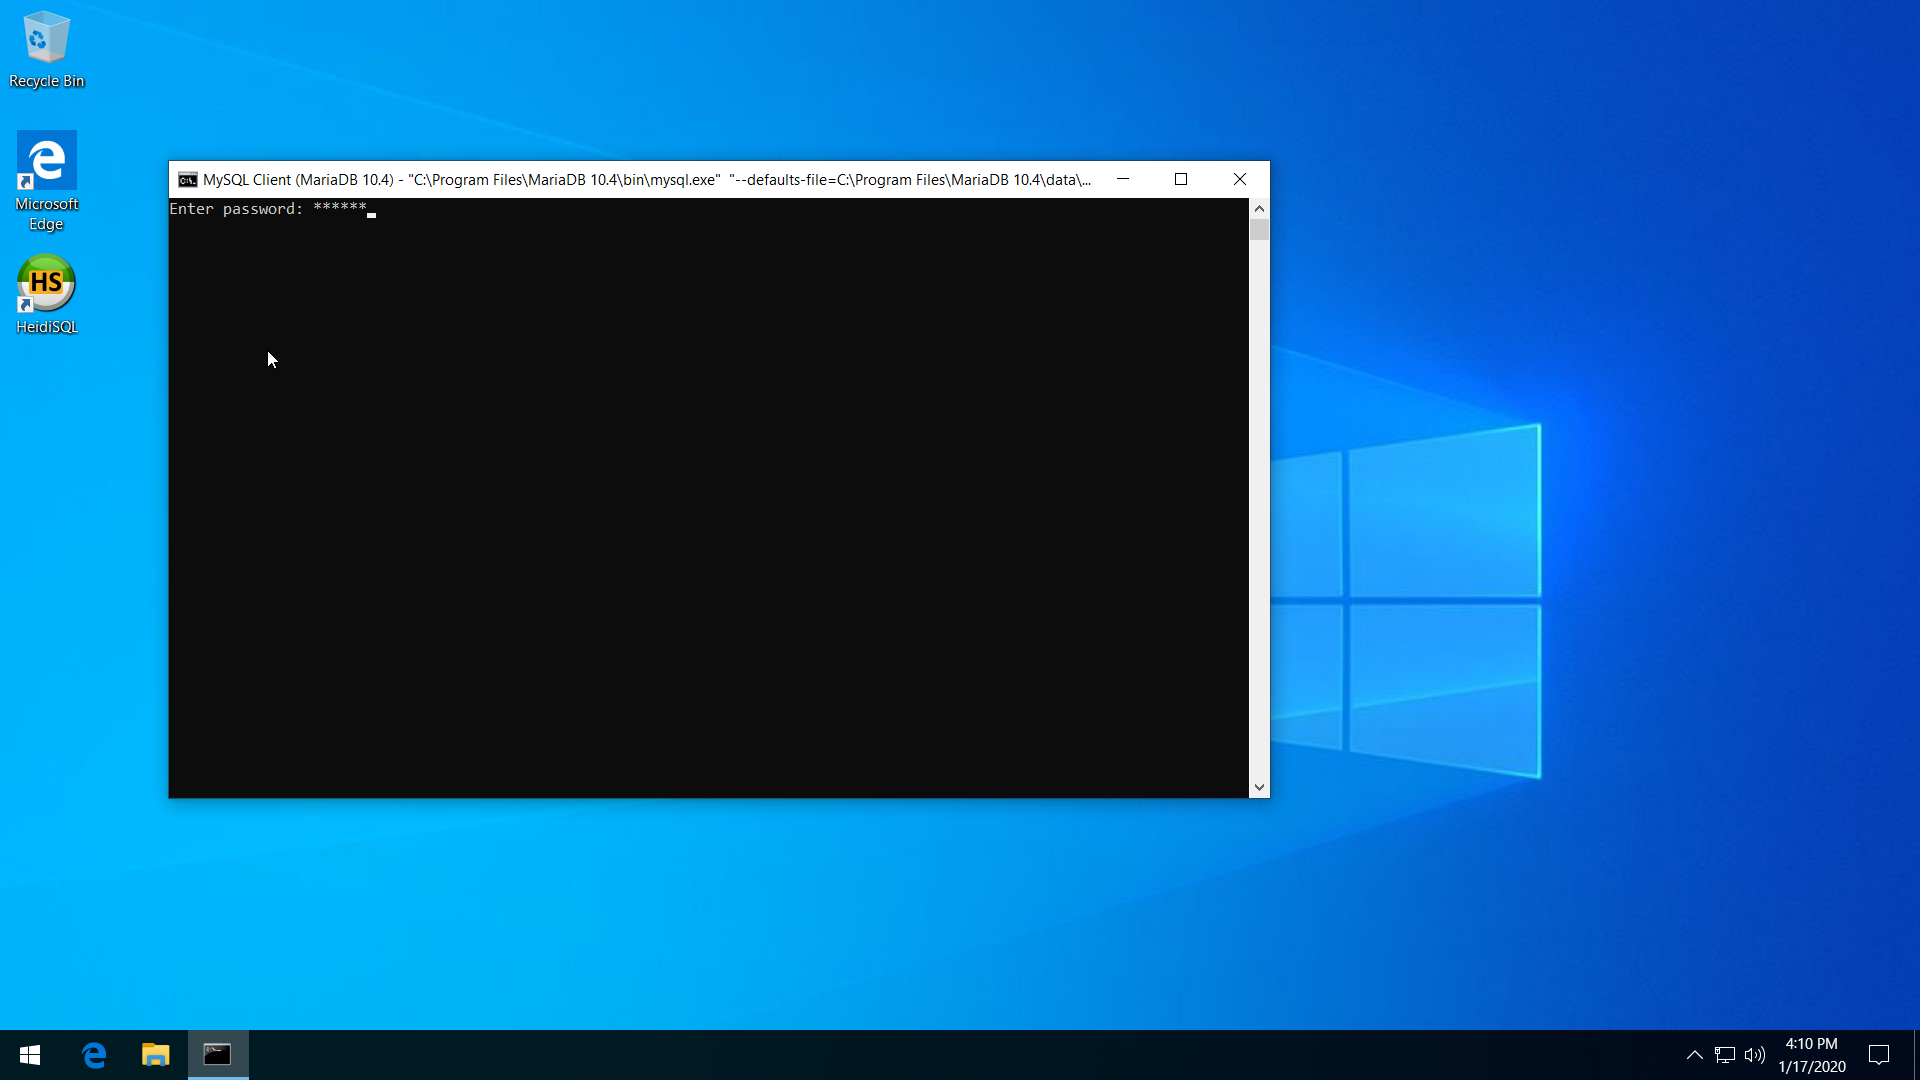 Recycle Bin
Microsoft
Edge
HS
HeidiSQL
MySQL Client (MariaDB 10.4) - "C:\Program Files\MariaDB 10.4\bin\mysql.exe"  "--defaults-file=C:\Program Files\MariaDB 10.4\data\...
Enter password: ******
4:10 PM
1/17/2020